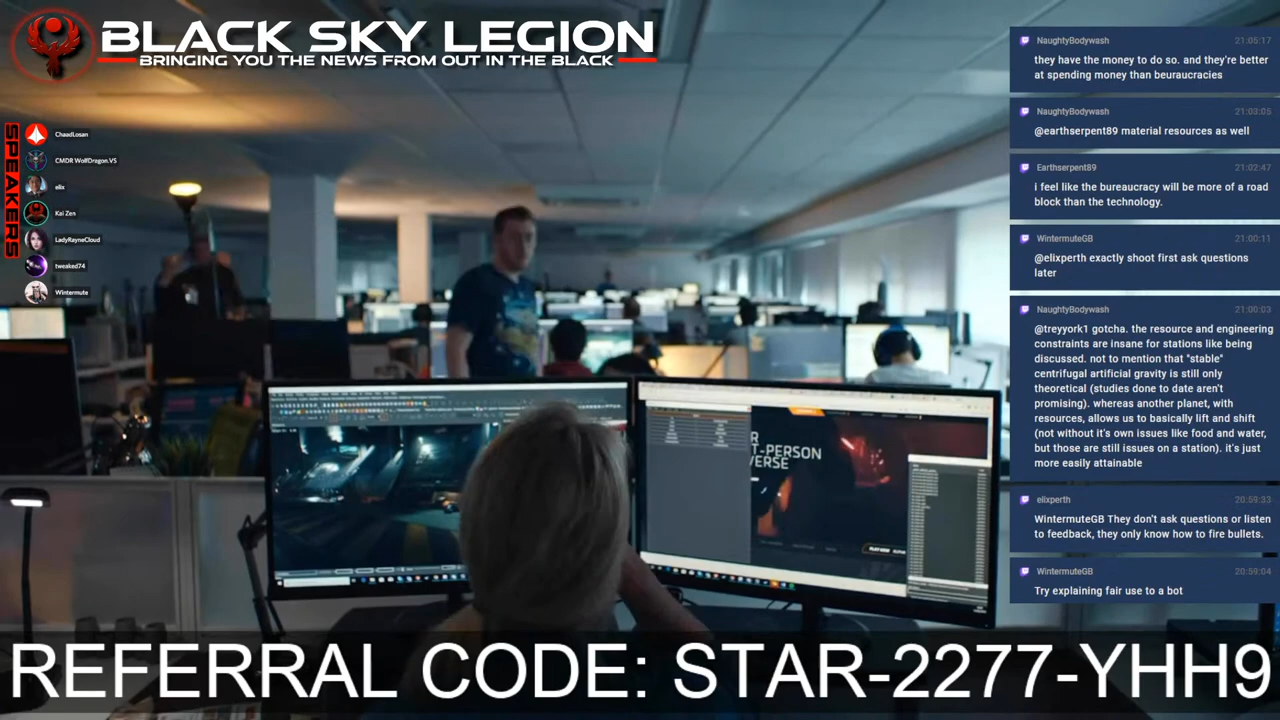 BLACK SKY LEGION
BRINGING YOU THE NEWS FROM OUT IN THE BLACK
SPEAKERS
ChaudLosan
CMDR WolfDragon.VS
elix
Kai Zen
LadyRayneCloud
tweaked74
Wintermute
NaughtyBodywash 21:05:17
they have the money to do so. and they're better
at spending money than beuraucracies
NaughtyBodywash 21:03:05
@earthserpent89 material resources as well
Earthserpent89 21:02:47
i feel like the bureaucracy will be more of a road
block than the technology.
WintermuteGB 21:00:11
@elixperth exactly shoot first ask questions
later
NaughtyBodywash 21:00:03
@treyyork1 gotcha. the resource and engineering
constraints are insane for stations like being
discussed. not to mention that "stable"
centrifugal artificial gravity is still only
theoretical (studies done to date aren't
promising). whereas another planet, with
resources, allows us to basically lift and shift
(not without it's own issues like food and water,
but those are still issues on a station). it's just
more easily attainable
elixperth 20:59:33
WintermuteGB They don't ask questions or listen
to feedback, they only know how to fire bullets.
WintermuteGB 20:59:04
Try explaining fair use to a bot
R
T-PERSON
VERSE
REFERRAL CODE: STAR-2277-YHH9